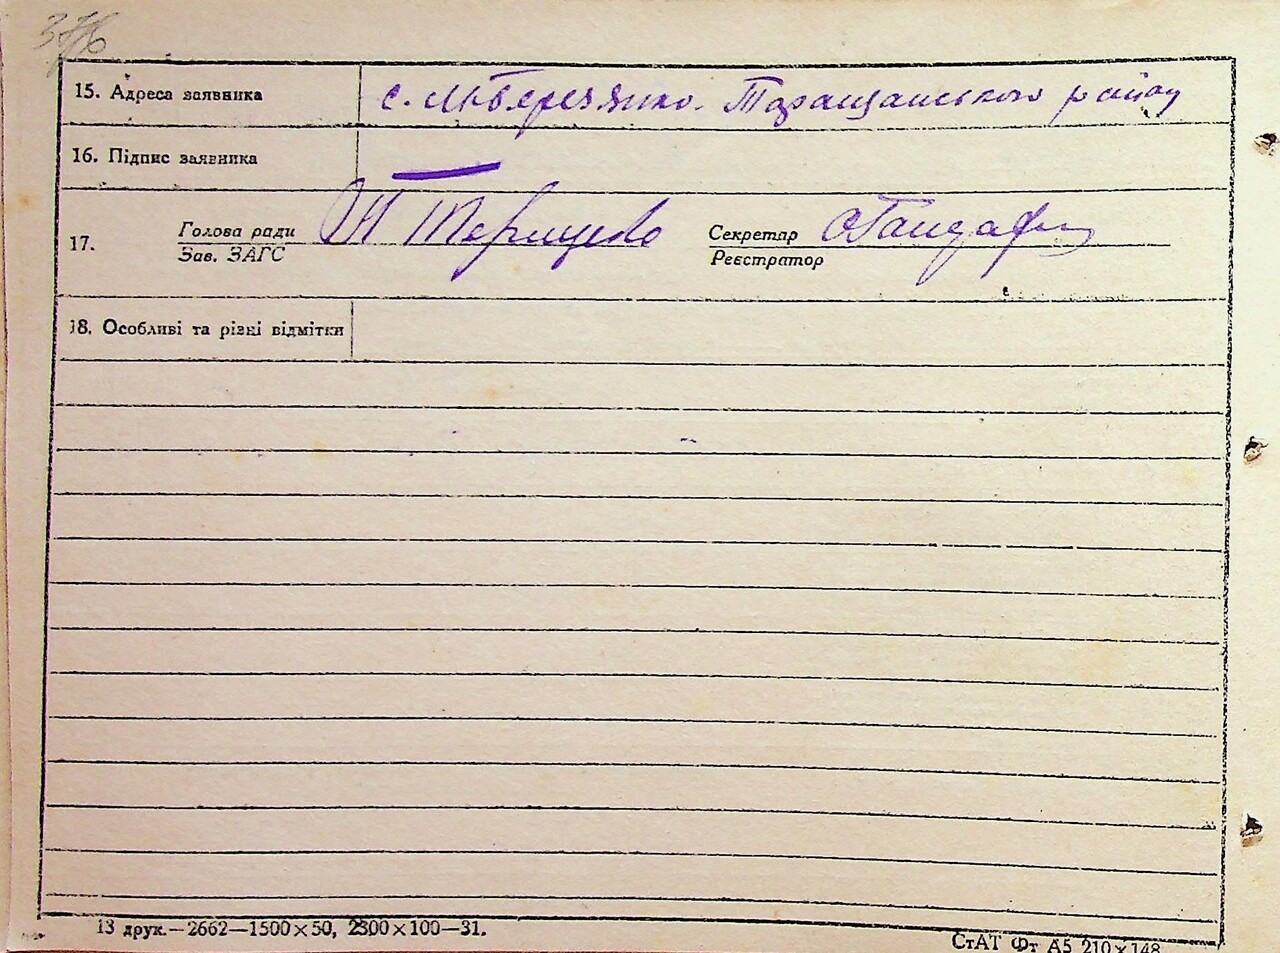 376
15. Адреса заявника с. М-Березянка. Таращанського району
16. Підпис заявника
17. Голова ради Секретар
Зав. ЗАГС Реєстратор
18. Особливі та різні відмітки
13 друк.—2662—1500×50, 2300×100—31.
СтАТ Фт А5 210×148